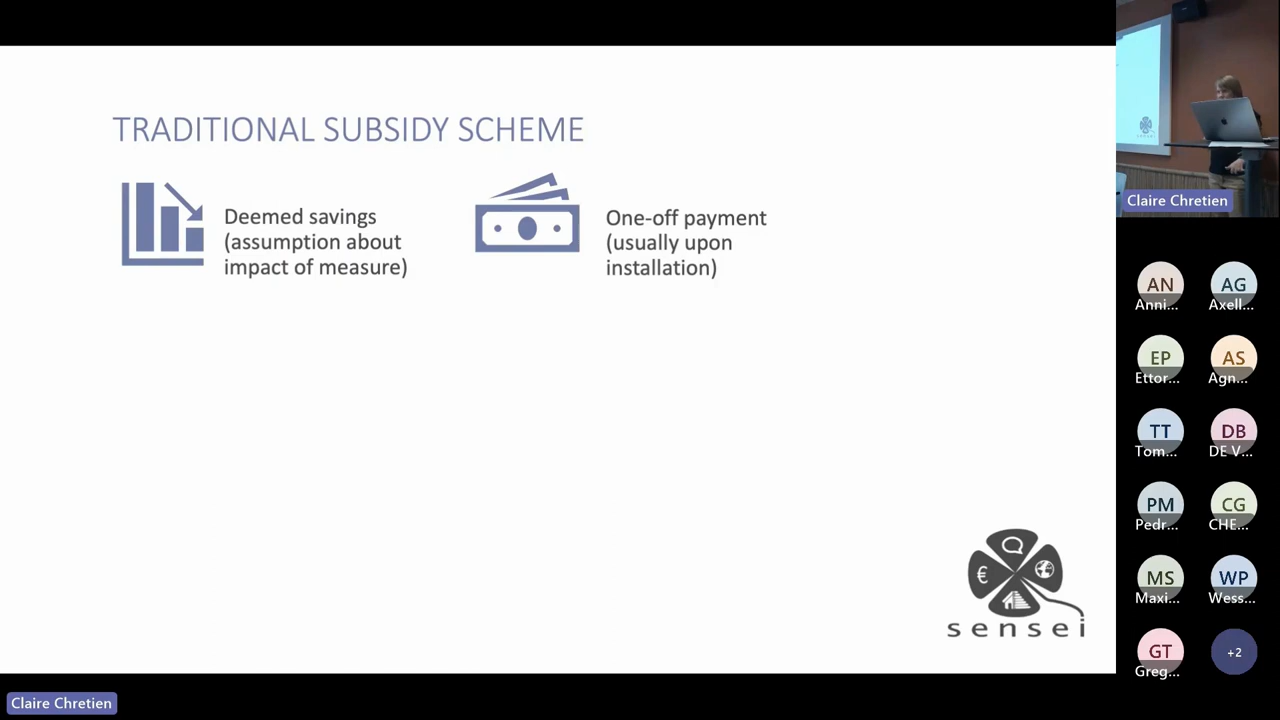 TRADITIONAL SUBSIDY SCHEME
Deemed savings
(assumption about
impact of measure)
One-off payment
(usually upon
installation)
€
sensei
Claire Chretien
AN
Anni...
AG
Axell...
EP
Ettor...
AS
Agn...
TT
Tom...
DB
DE V...
PM
Pedr...
CG
CHE...
MS
Maxi...
WP
Wess...
GT
Greg...
+2
Claire Chretien